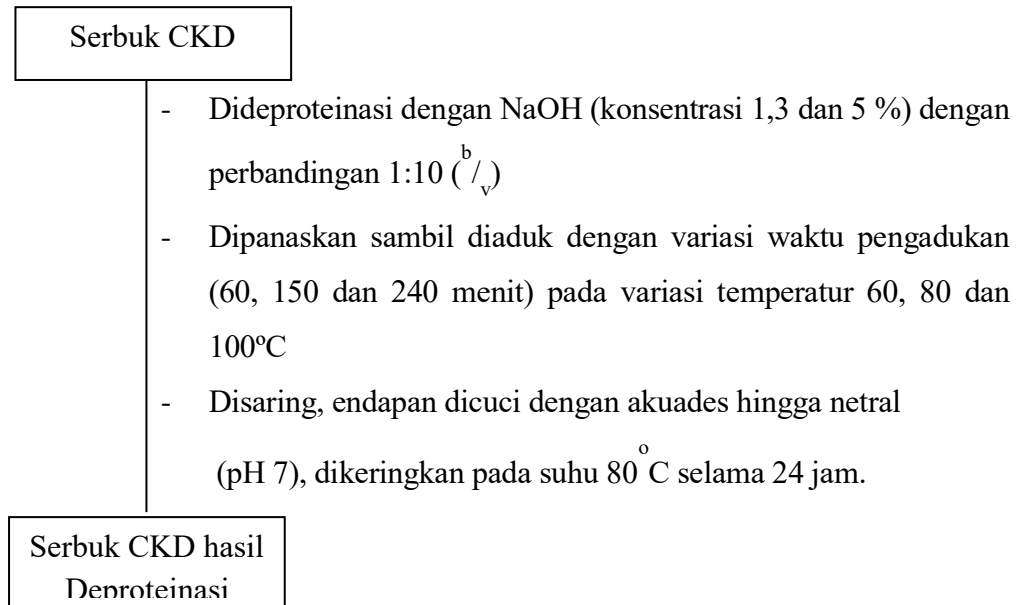 Serbuk CKD
- Dideproteinasi dengan NaOH (konsentrasi 1,3 dan 5 %) dengan
perbandingan 1:10 (b/v)
- Dipanaskan sambil diaduk dengan variasi waktu pengadukan
(60, 150 dan 240 menit) pada variasi temperatur 60, 80 dan
100ºC
- Disaring, endapan dicuci dengan akuades hingga netral
(pH 7), dikeringkan pada suhu 80oC selama 24 jam.
Serbuk CKD hasil
Deproteinasi